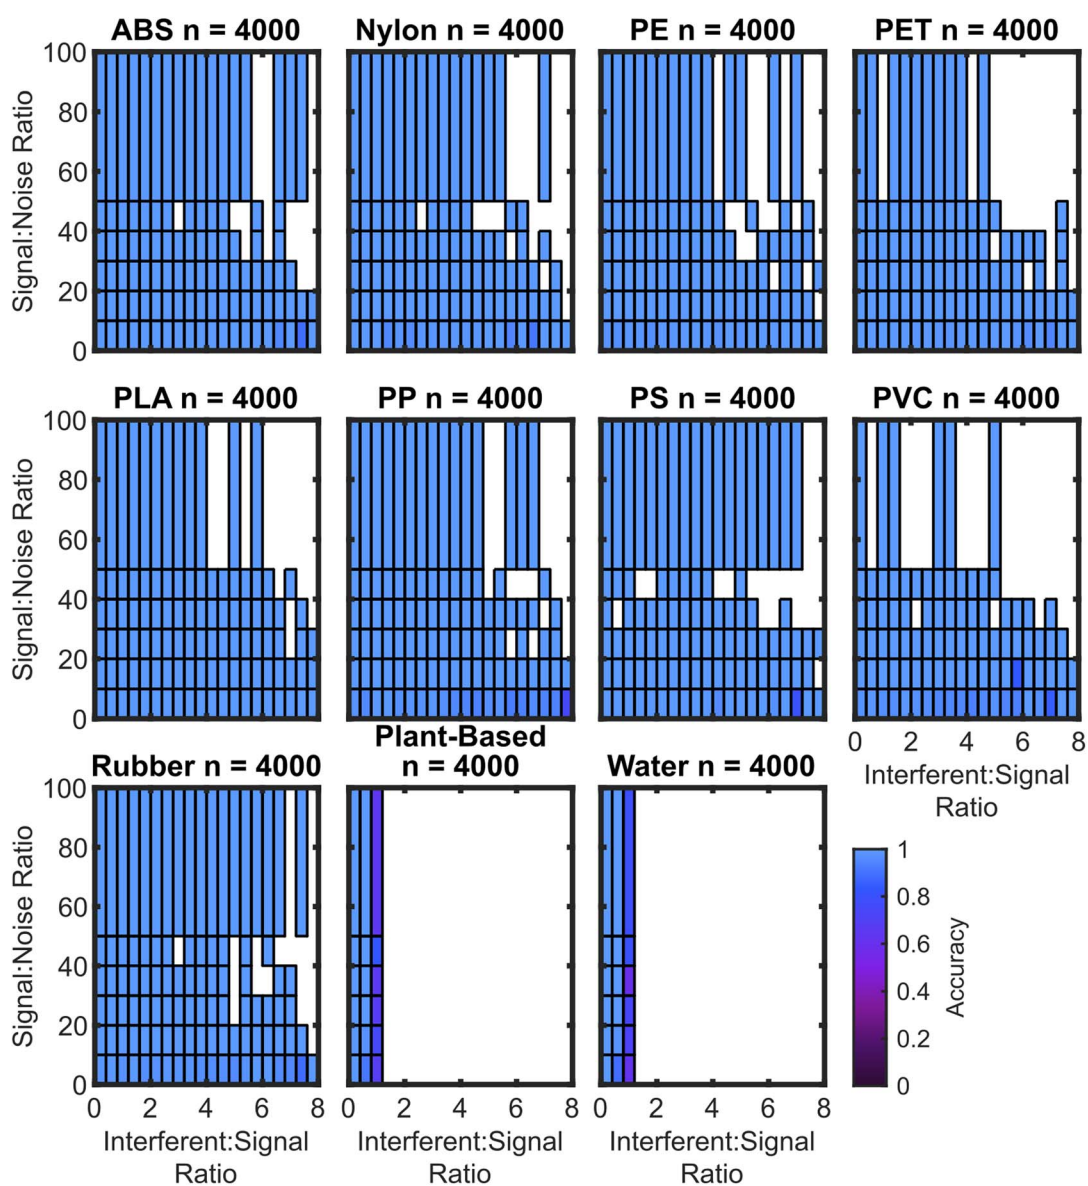 ABS n = 4000
Nylon n = 4000
PE n = 4000
PET n = 4000
Signal:Noise Ratio
100
80
60
40
20
0
PLA n = 4000
PP n = 4000
PS n = 4000
PVC n = 4000
Signal:Noise Ratio
100
80
60
40
20
0
0 2 4 6 8
Interferent:Signal
Ratio
Rubber n = 4000
Plant-Based
n = 4000
Water n = 4000
Signal:Noise Ratio
100
80
60
40
20
0
0 2 4 6 8
Interferent:Signal
Ratio
0 2 4 6 8
Interferent:Signal
Ratio
0 2 4 6 8
Interferent:Signal
Ratio
1
0.8
0.6
0.4
0.2
0
Accuracy